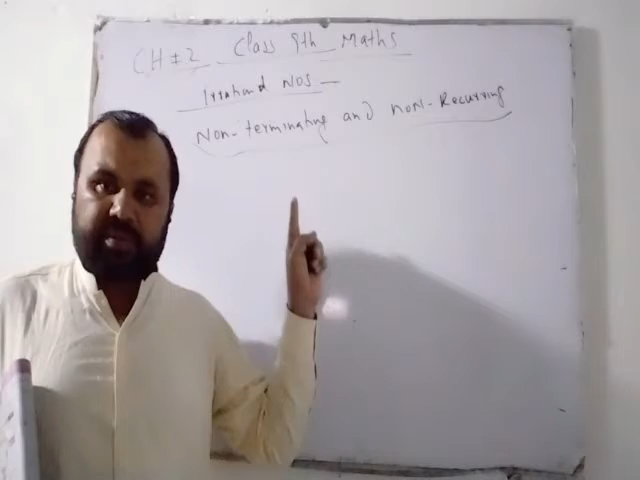 CH # 2 Class 9th Maths
Irrational NOS —
Non-terminating and NON-Recurring